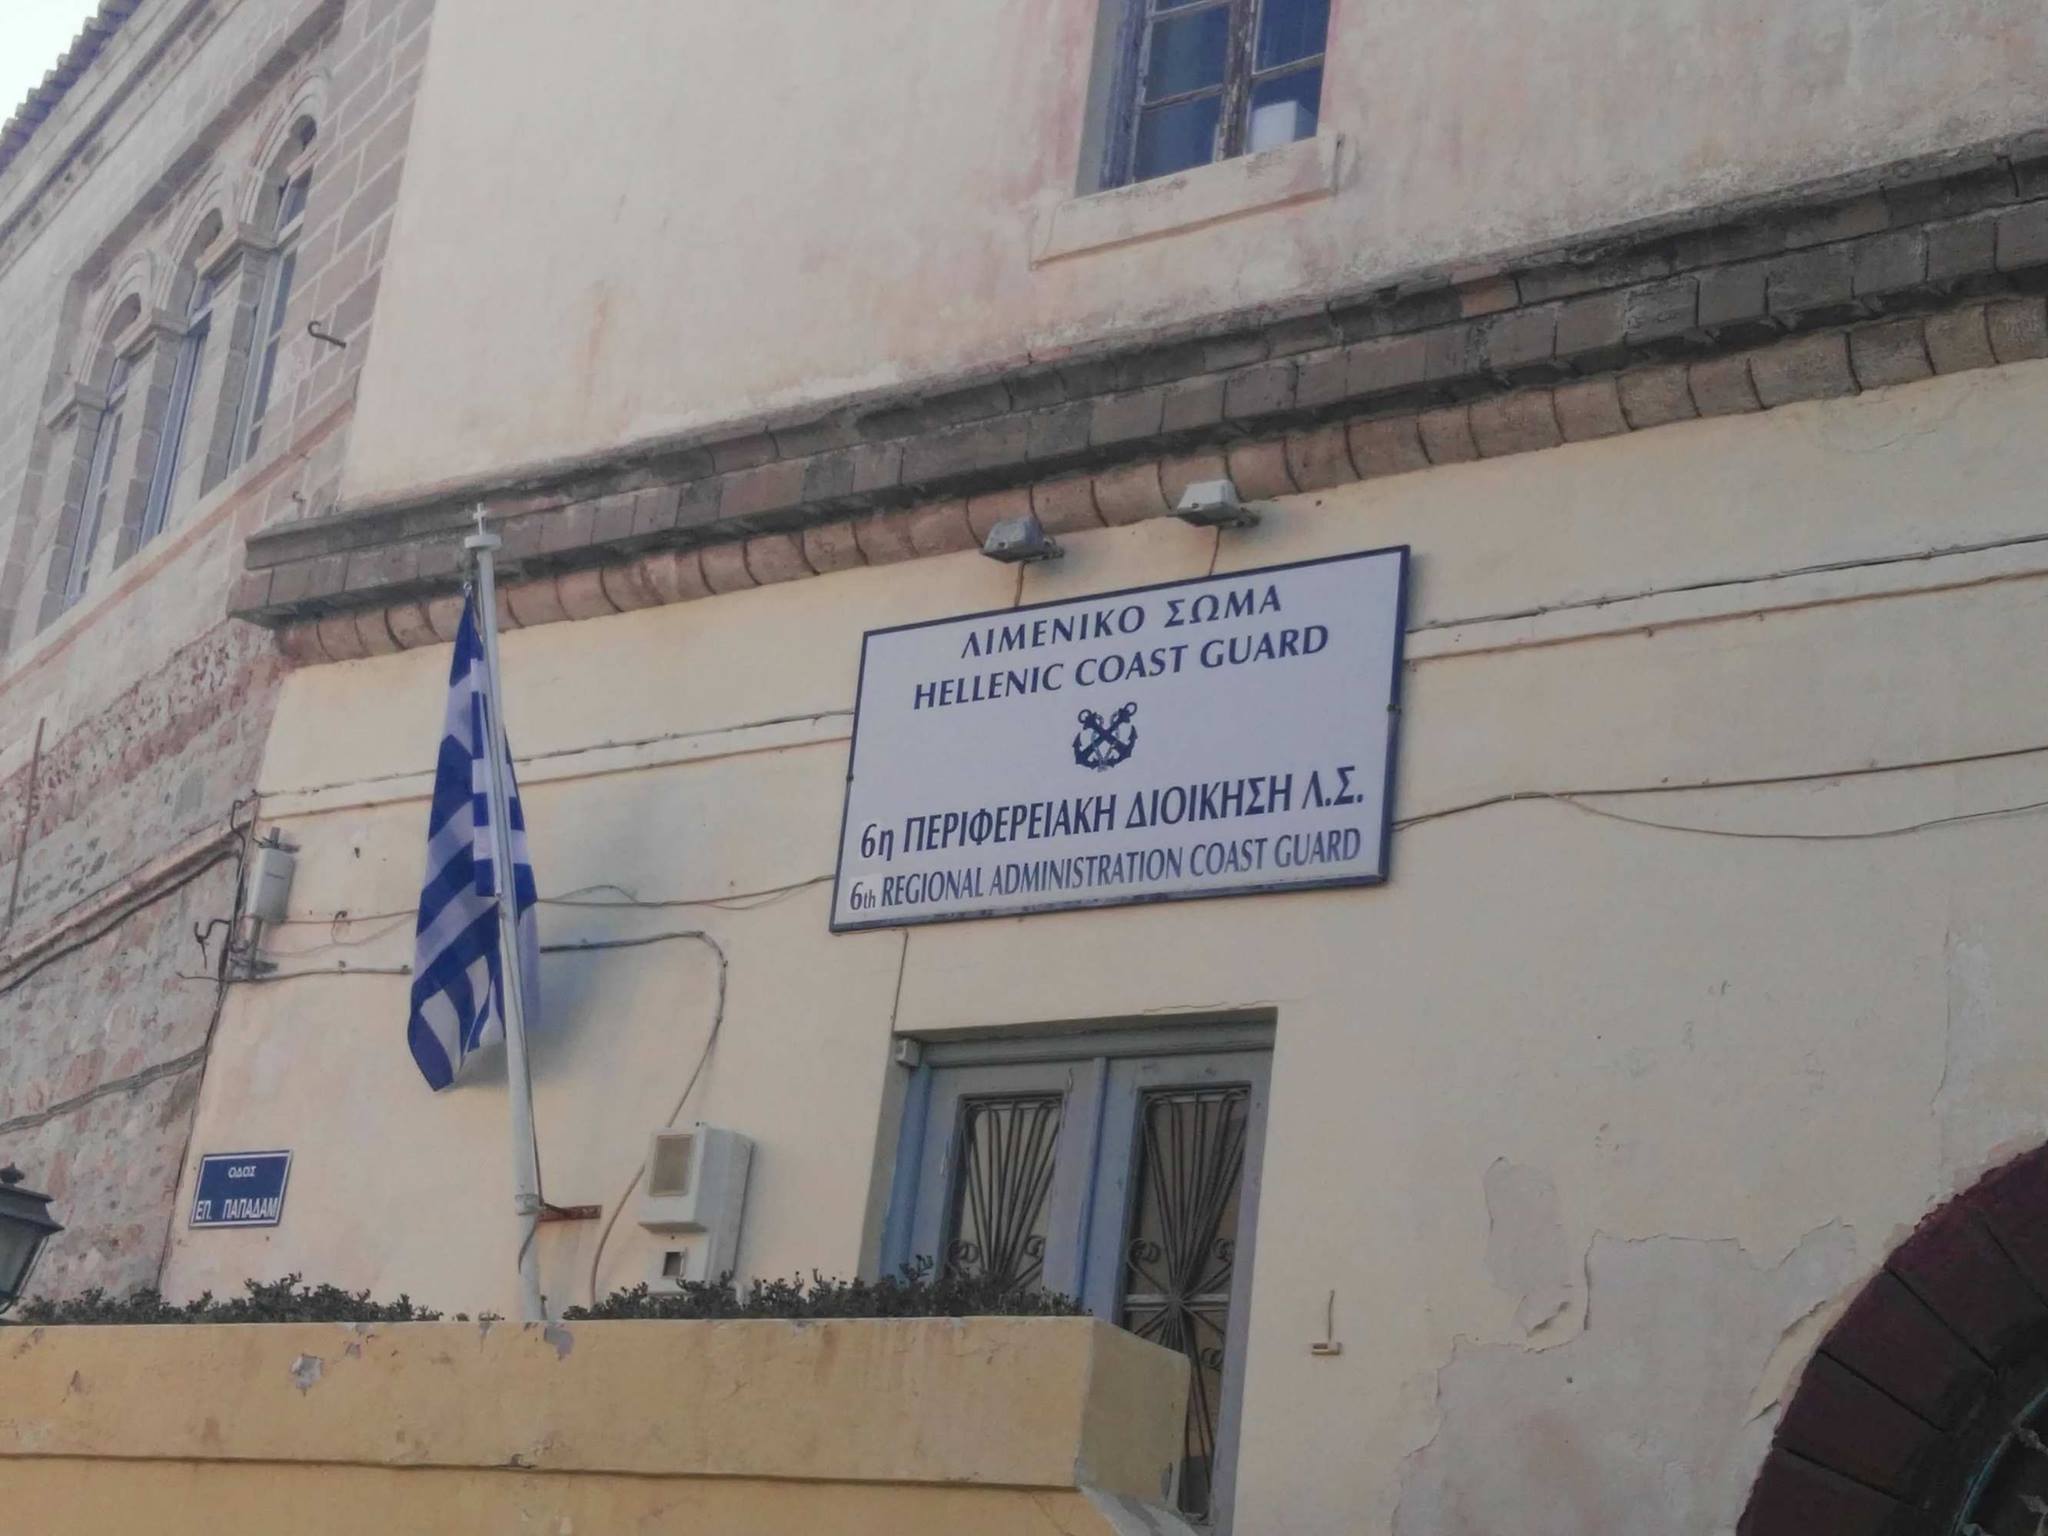 ΛΙΜΕΝΙΚΟ ΣΩΜΑ
HELLENIC COAST GUARD
6η ΠΕΡΙΦΕΡΕΙΑΚΗ ΔΙΟΙΚΗΣΗ Λ.Σ.
6th REGIONAL ADMINISTRATION COAST GUARD
ΟΔΟΣ
ΕΠ. ΠΑΠΑΔΑΜ